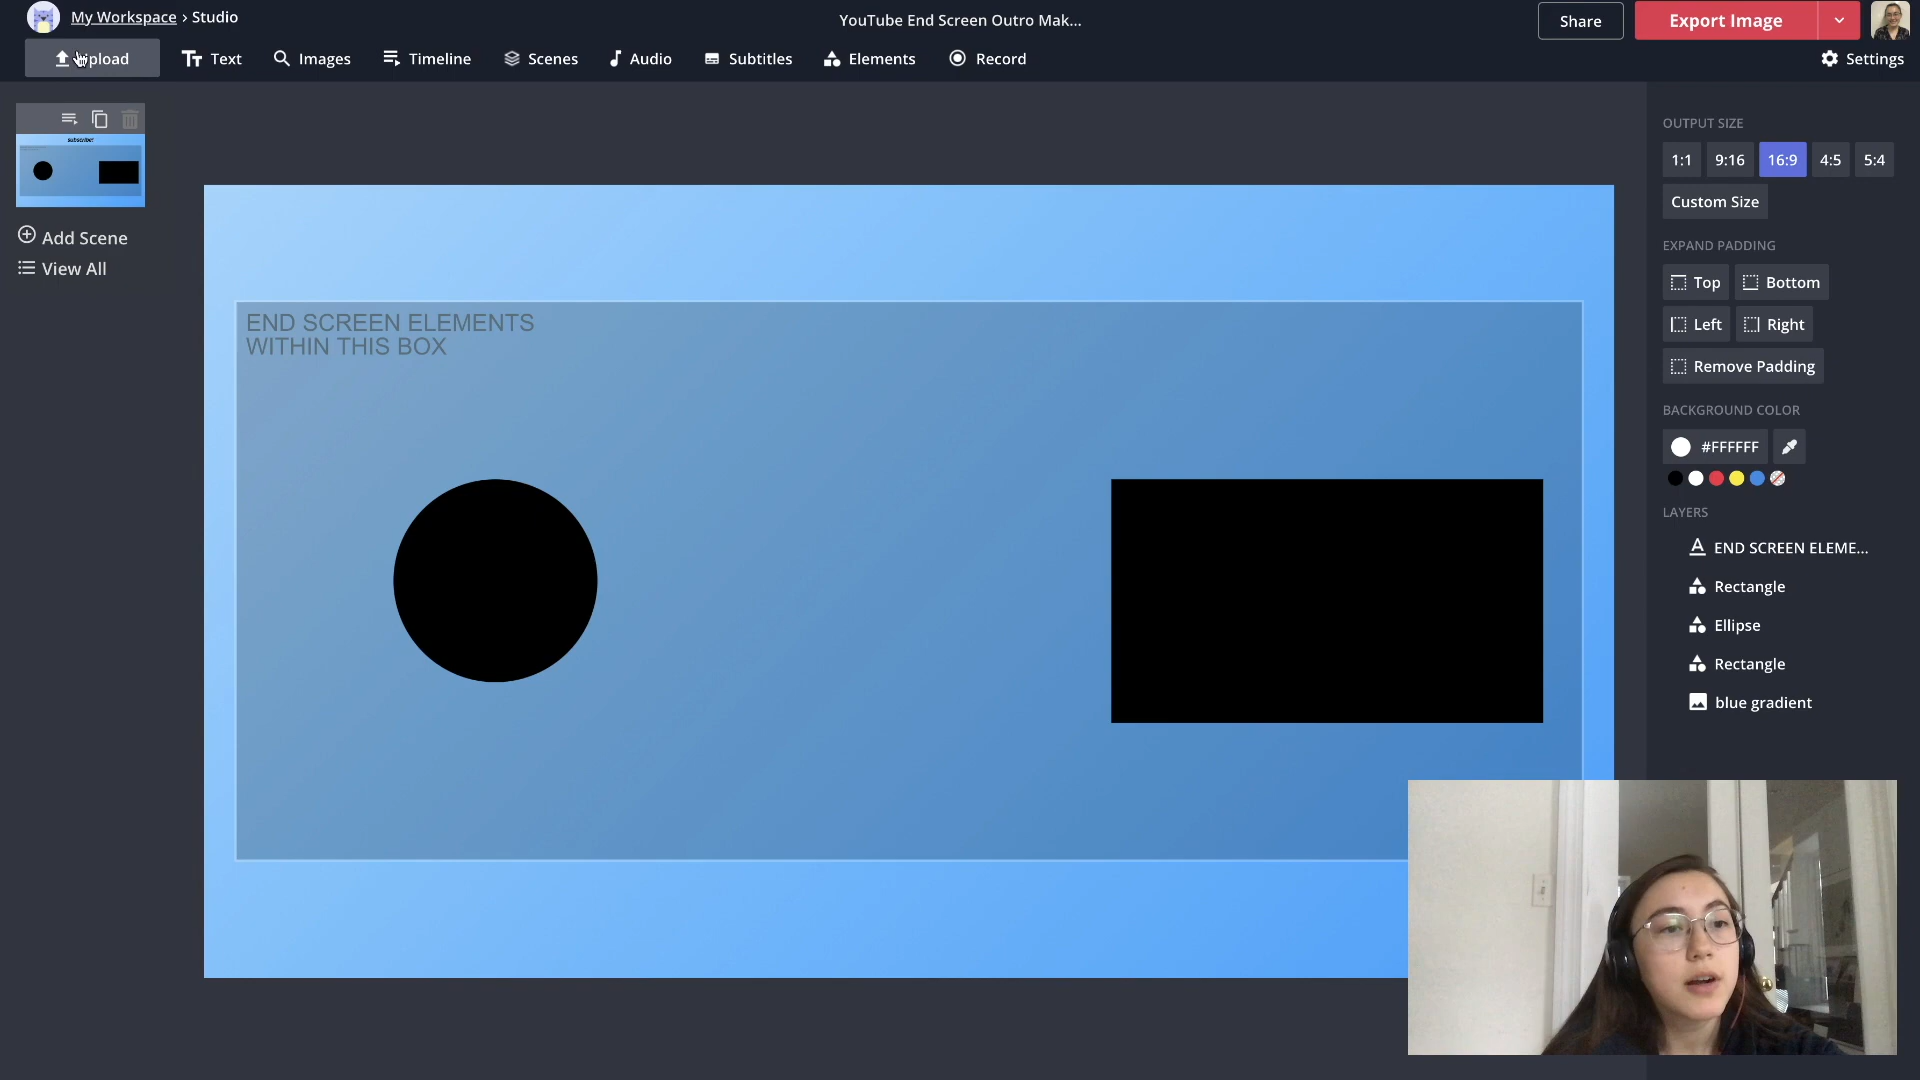 My Workspace › Studio
YouTube End Screen Outro Mak...
Share
Export Image
Upload
Text
Images
Timeline
Scenes
Audio
Subtitles
Elements
Record
Settings
subscribe!
Add Scene
View All
END SCREEN ELEMENTS
WITHIN THIS BOX
OUTPUT SIZE
1:1 9:16 16:9 4:5 5:4
Custom Size
EXPAND PADDING
Top Bottom
Left Right
Remove Padding
BACKGROUND COLOR
#FFFFFF
LAYERS
END SCREEN ELEME...
Rectangle
Ellipse
Rectangle
blue gradient